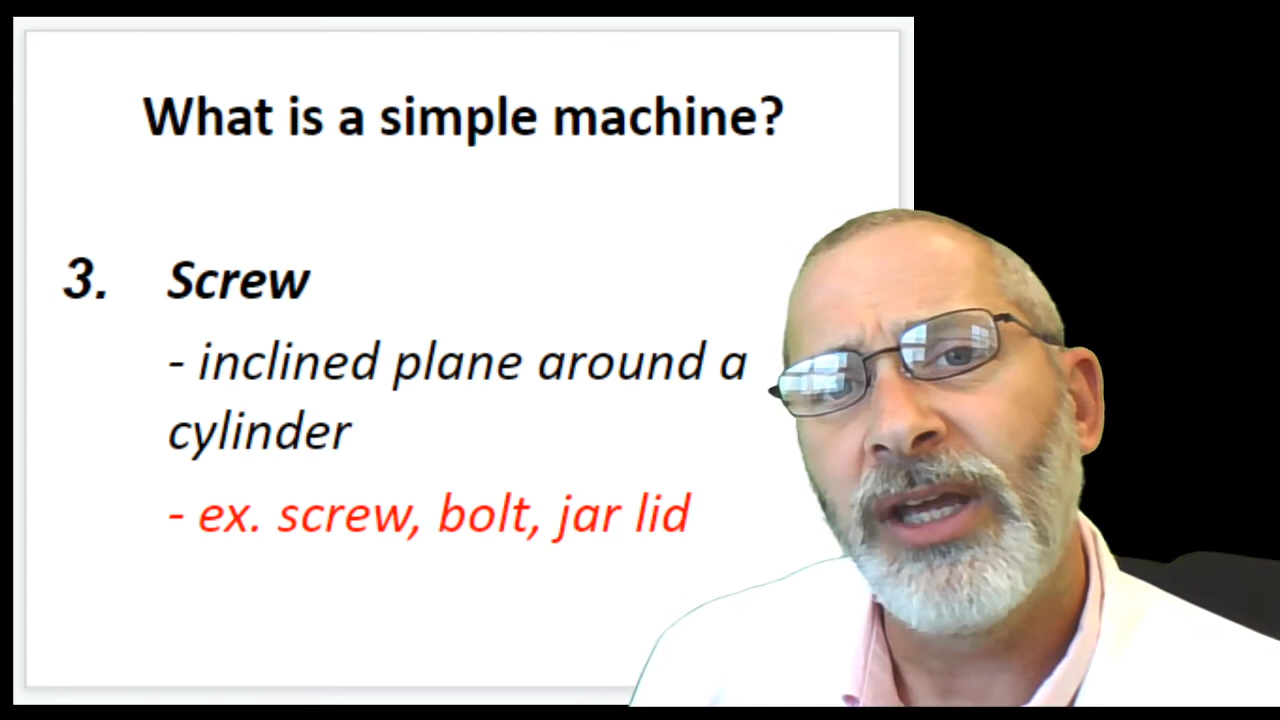 What is a simple machine?
3. Screw
- inclined plane around a
cylinder
- ex. screw, bolt, jar lid